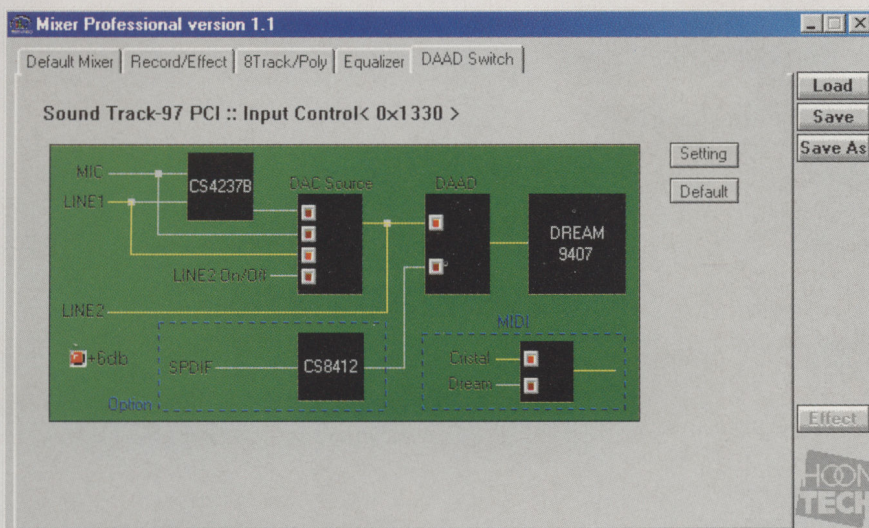 Mixer Professional version 1.1
Default Mixer
Record/Effect
8Track/Poly
Equalizer
DAAD Switch
Sound Track-97 PCI :: Input Control< 0x1330 >
Load
Save
Save As
Setting
Default
MIC
LINE1
CS4237B
DAC Source
DAAD
DREAM
9407
LINE2 On/Off
LINE2
+6db
SPDIF
CS8412
Option
MIDI
Cristal
Dream
Effect
HOON
TECH